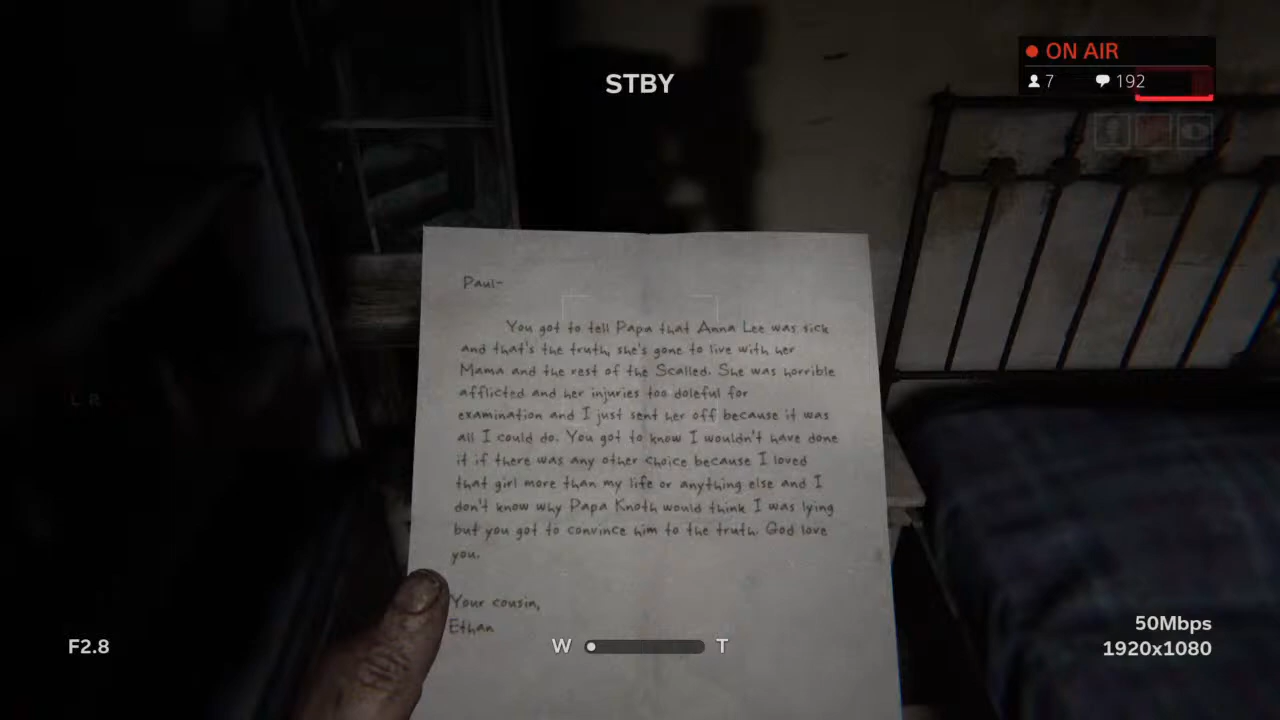 ON AIR
7 192
STBY
Paul-
You got to tell Papa that Anna Lee was sick
and that's the truth, she's gone to live with her
Mama and the rest of the Scalled. She was horrible
afflicted and her injuries too doleful for
examination and I just sent her off because it was
all I could do. You got to know I wouldn't have done
it if there was any other choice because I loved
that girl more than my life or anything else and I
don't know why Papa Knoth would think I was lying
but you got to convince him to the truth. God love
you.
Your cousin,
Ethan
L R
F2.8
W T
50Mbps
1920x1080